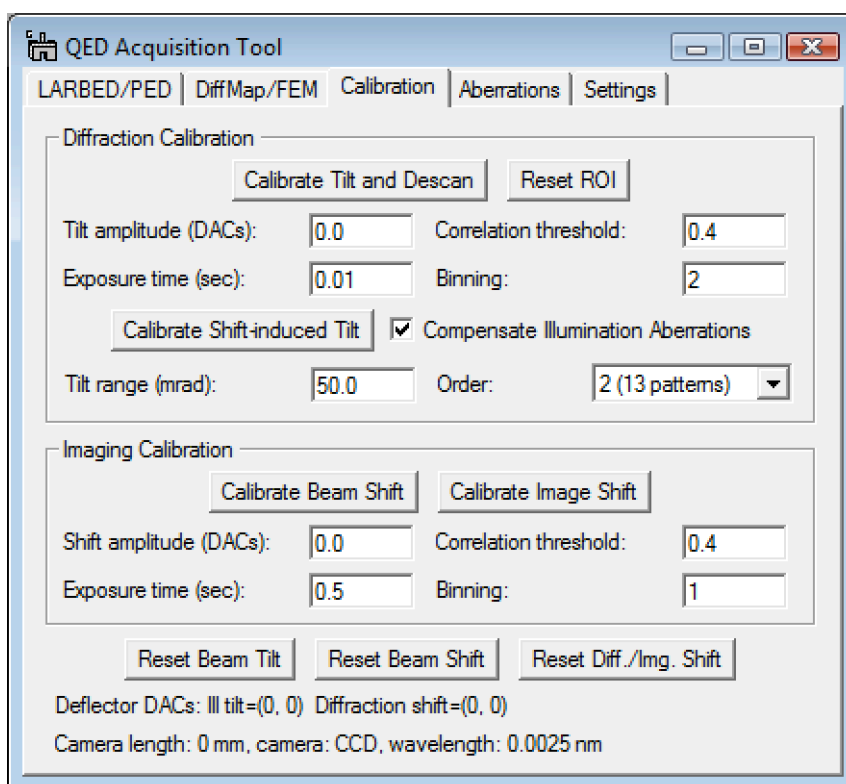 QED Acquisition Tool
LARBED/PED DiffMap/FEM Calibration Aberrations Settings
Diffraction Calibration
Calibrate Tilt and Descan Reset ROI
Tilt amplitude (DACs): 0.0 Correlation threshold: 0.4
Exposure time (sec): 0.01 Binning: 2
Calibrate Shift-induced Tilt Compensate Illumination Aberrations
Tilt range (mrad): 50.0 Order: 2 (13 patterns)
Imaging Calibration
Calibrate Beam Shift Calibrate Image Shift
Shift amplitude (DACs): 0.0 Correlation threshold: 0.4
Exposure time (sec): 0.5 Binning: 1
Reset Beam Tilt Reset Beam Shift Reset Diff./Img. Shift
Deflector DACs: Ill tilt=(0, 0) Diffraction shift=(0, 0)
Camera length: 0 mm, camera: CCD, wavelength: 0.0025 nm